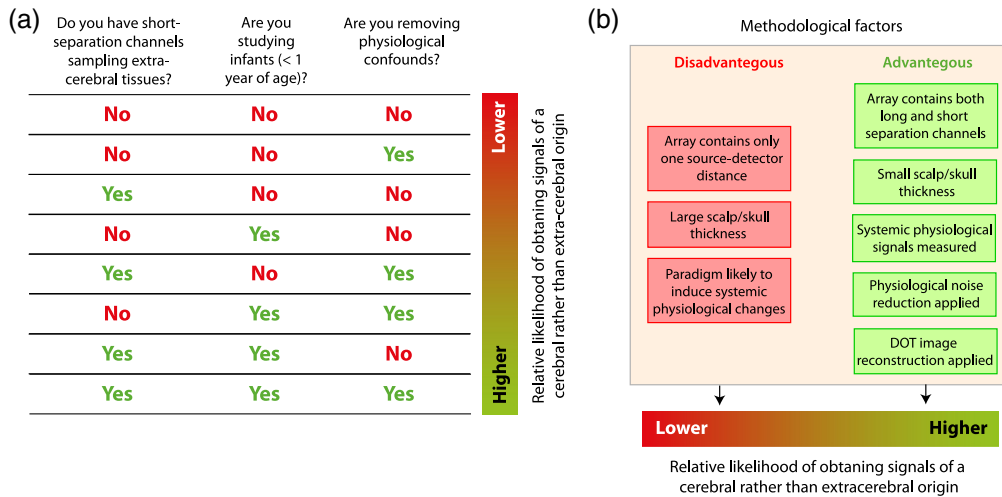 (a)
Do you have short-
separation channels
sampling extra-
cerebral tissues?
Are you
studying
infants (< 1
year of age)?
Are you removing
physiological
confounds?
No No No
No No Yes
Yes No No
No Yes No
Yes No Yes
No Yes Yes
Yes Yes No
Yes Yes Yes
Lower
Higher
Relative likelihood of obtaning signals of a
cerebral rather than extra-cerebral origin
(b)
Methodological factors
Disadvantegous
Array contains only
one source-detector
distance
Large scalp/skull
thickness
Paradigm likely to
induce systemic
physiological changes
Advantegous
Array contains both
long and short
separation channels
Small scalp/skull
thickness
Systemic physiological
signals measured
Physiological noise
reduction applied
DOT image
reconstruction applied
Lower Higher
Relative likelihood of obtaning signals of a
cerebral rather than extracerebral origin